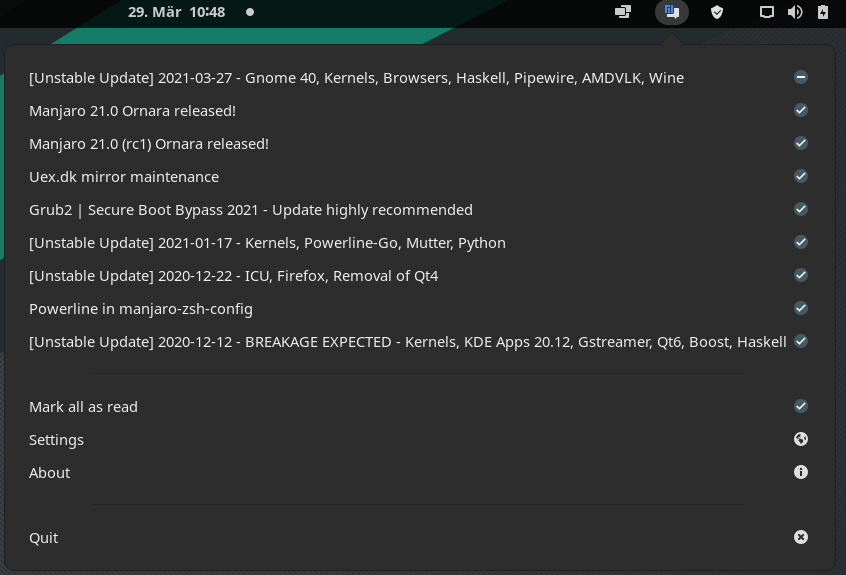 29. Mär 10:48
[Unstable Update] 2021-03-27 - Gnome 40, Kernels, Browsers, Haskell, Pipewire, AMDVLK, Wine
Manjaro 21.0 Ornara released!
Manjaro 21.0 (rc1) Ornara released!
Uex.dk mirror maintenance
Grub2 | Secure Boot Bypass 2021 - Update highly recommended
[Unstable Update] 2021-01-17 - Kernels, Powerline-Go, Mutter, Python
[Unstable Update] 2020-12-22 - ICU, Firefox, Removal of Qt4
Powerline in manjaro-zsh-config
[Unstable Update] 2020-12-12 - BREAKAGE EXPECTED - Kernels, KDE Apps 20.12, Gstreamer, Qt6, Boost, Haskell
Mark all as read
Settings
About
Quit